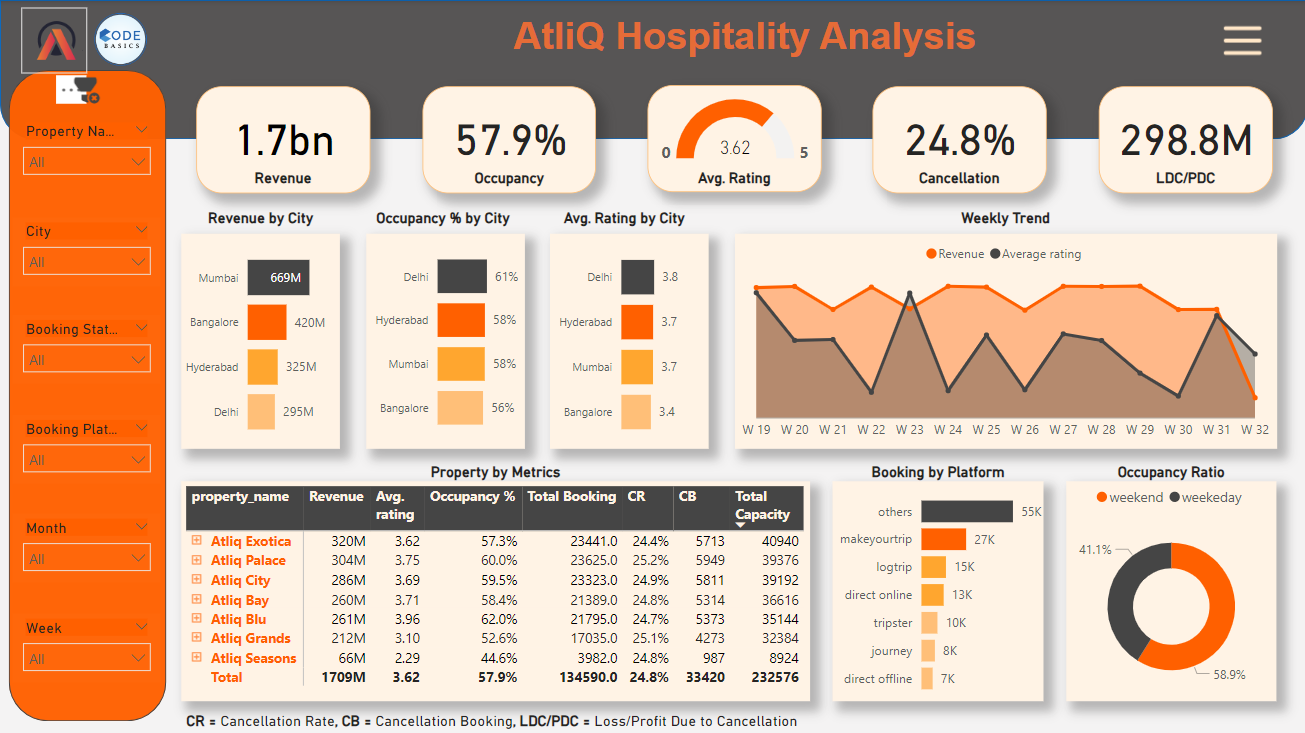 CODE
BASICS
AtliQ Hospitality Analysis
Property Na...
All
City
All
Booking Stat...
All
Booking Plat...
All
Month
All
Week
All
1.7bn
Revenue
57.9%
Occupancy
0 3.62 5
Avg. Rating
24.8%
Cancellation
298.8M
LDC/PDC
Revenue by City
Mumbai 669M
Bangalore 420M
Hyderabad 325M
Delhi 295M
Occupancy % by City
Delhi 61%
Hyderabad 58%
Mumbai 58%
Bangalore 56%
Avg. Rating by City
Delhi 3.8
Hyderabad 3.7
Mumbai 3.7
Bangalore 3.4
Weekly Trend
Revenue Average rating
W 19 W 20 W 21 W 22 W 23 W 24 W 25 W 26 W 27 W 28 W 29 W 30 W 31 W 32
Property by Metrics
property_name Revenue Avg. rating Occupancy % Total Booking CR CB Total Capacity
Atliq Exotica 320M 3.62 57.3% 23441.0 24.4% 5713 40940
Atliq Palace 304M 3.75 60.0% 23625.0 25.2% 5949 39376
Atliq City 286M 3.69 59.5% 23323.0 24.9% 5811 39192
Atliq Bay 260M 3.71 58.4% 21389.0 24.8% 5314 36616
Atliq Blu 261M 3.96 62.0% 21795.0 24.7% 5373 35144
Atliq Grands 212M 3.10 52.6% 17035.0 25.1% 4273 32384
Atliq Seasons 66M 2.29 44.6% 3982.0 24.8% 987 8924
Total 1709M 3.62 57.9% 134590.0 24.8% 33420 232576
Booking by Platform
others 55K
makeyourtrip 27K
logtrip 15K
direct online 13K
tripster 10K
journey 8K
direct offline 7K
Occupancy Ratio
weekend weekeday
41.1%
58.9%
CR = Cancellation Rate, CB = Cancellation Booking, LDC/PDC = Loss/Profit Due to Cancellation